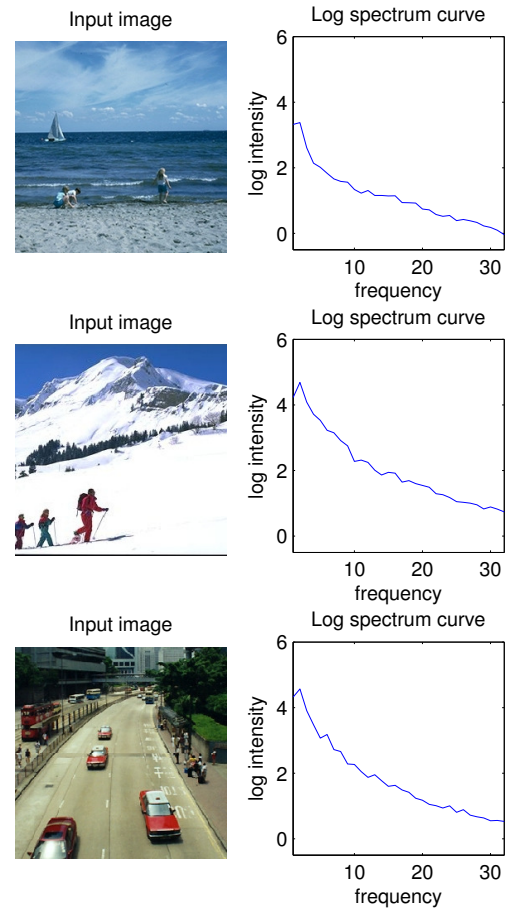 Input image
Log spectrum curve
6
4
2
0
log intensity
10 20 30
frequency
Input image
Log spectrum curve
6
4
2
0
log intensity
10 20 30
frequency
Input image
Log spectrum curve
6
4
2
0
log intensity
10 20 30
frequency